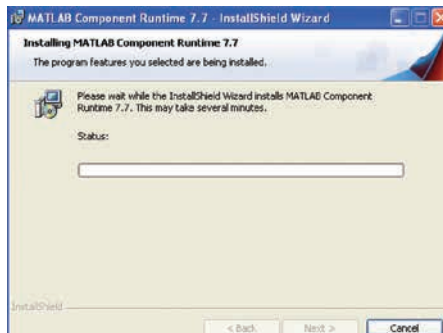 MATLAB Component Runtime 7.7 - InstallShield Wizard
Installing MATLAB Component Runtime 7.7
The program features you selected are being installed.
Please wait while the InstallShield Wizard installs MATLAB Component
Runtime 7.7. This may take several minutes.
Status:
InstallShield
< Back Next > Cancel